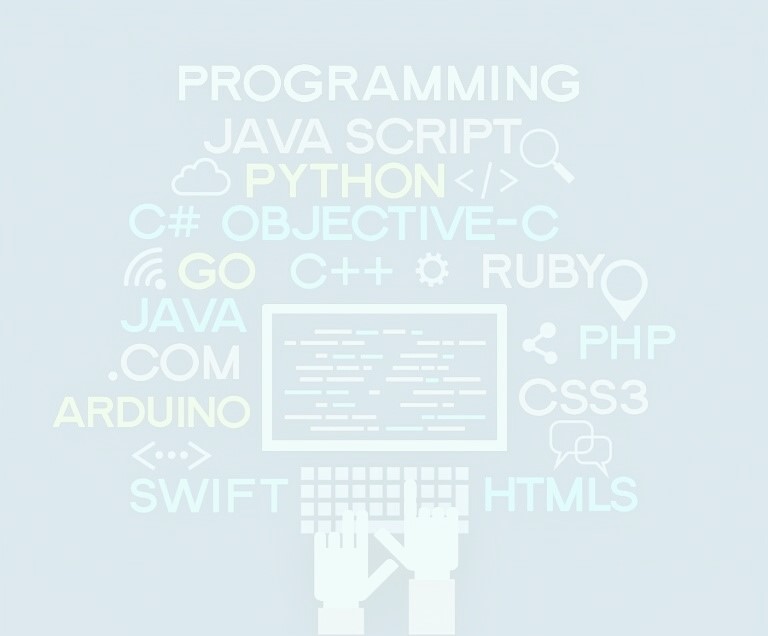 PROGRAMMING
JAVA SCRIPT
PYTHON </>
C# OBJECTIVE-C
GO C++ RUBY
JAVA PHP
.COM CSS3
ARDUINO
SWIFT HTMLS